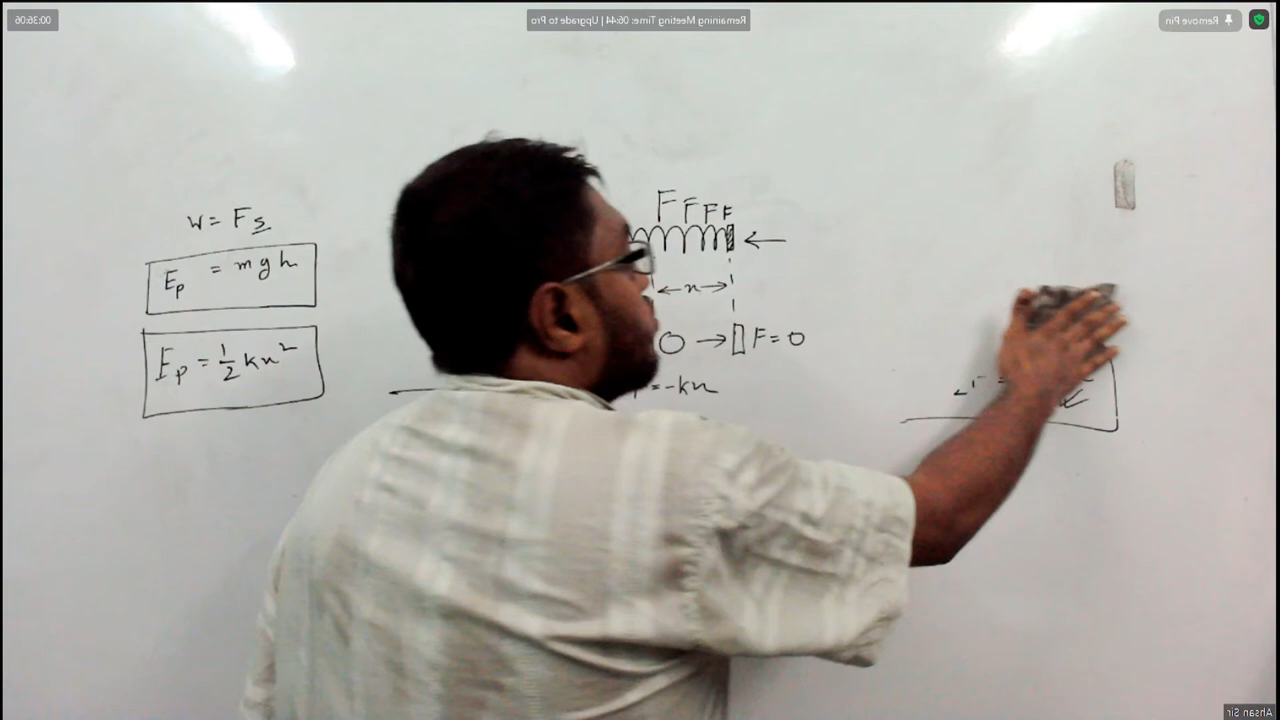 00:36:06
Remaining Meeting Time: 06:44 | Upgrade to Pro
Remove Pin
W = Fs
Ep = mgh
Ep = 1/2 kx²
F F F F
x
F = 0
= -kx
Ahsan Sir